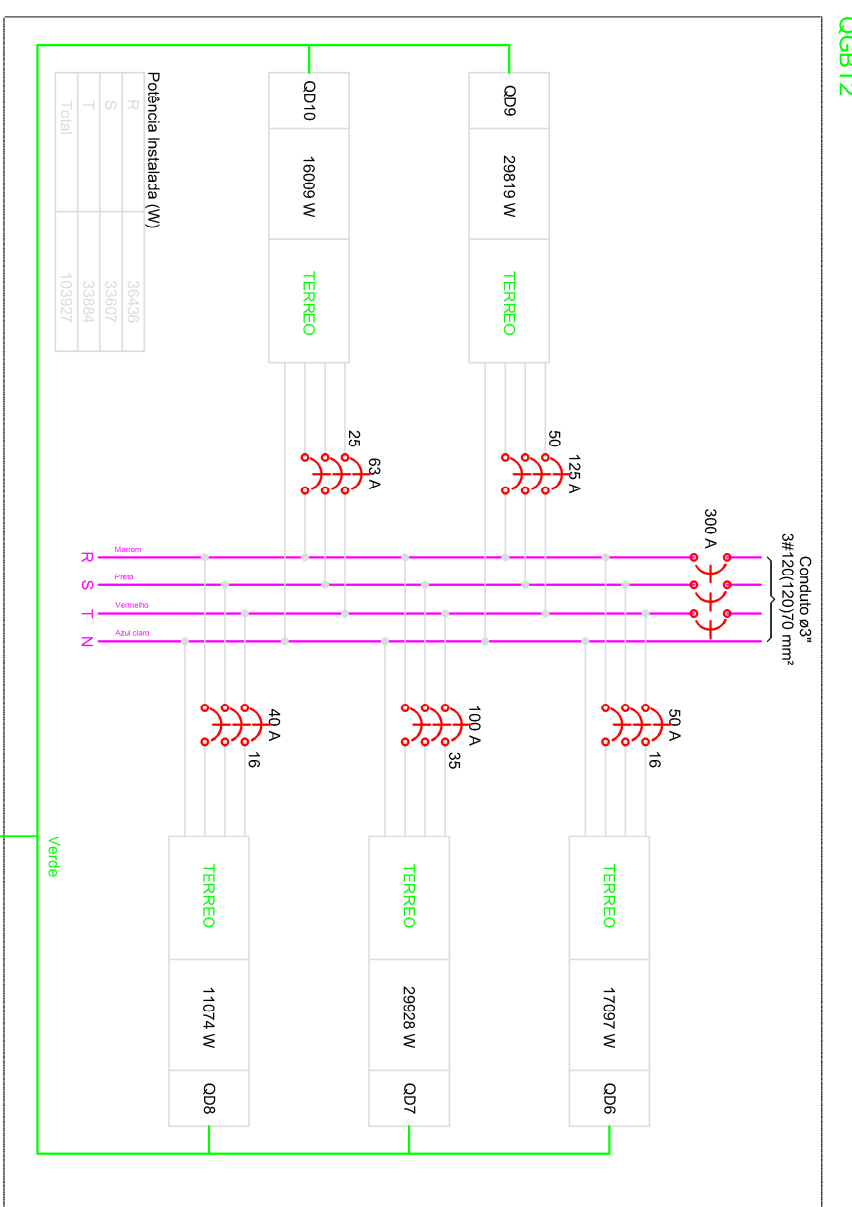 QGBT2
Conduto ø3"
3#120(120)70 mm²
300 A
QD9
29819 W
TERREO
50
125 A
QD10
16009 W
TERREO
25
63 A
Potência Instalada (W)
R 36436
S 33607
T 33884
Total 103927
R Marrom
S Preto
T Vermelho
N Azul claro
50 A
16
TERREO
17097 W
QD6
100 A
35
TERREO
29928 W
QD7
40 A
16
TERREO
11074 W
QD8
Verde